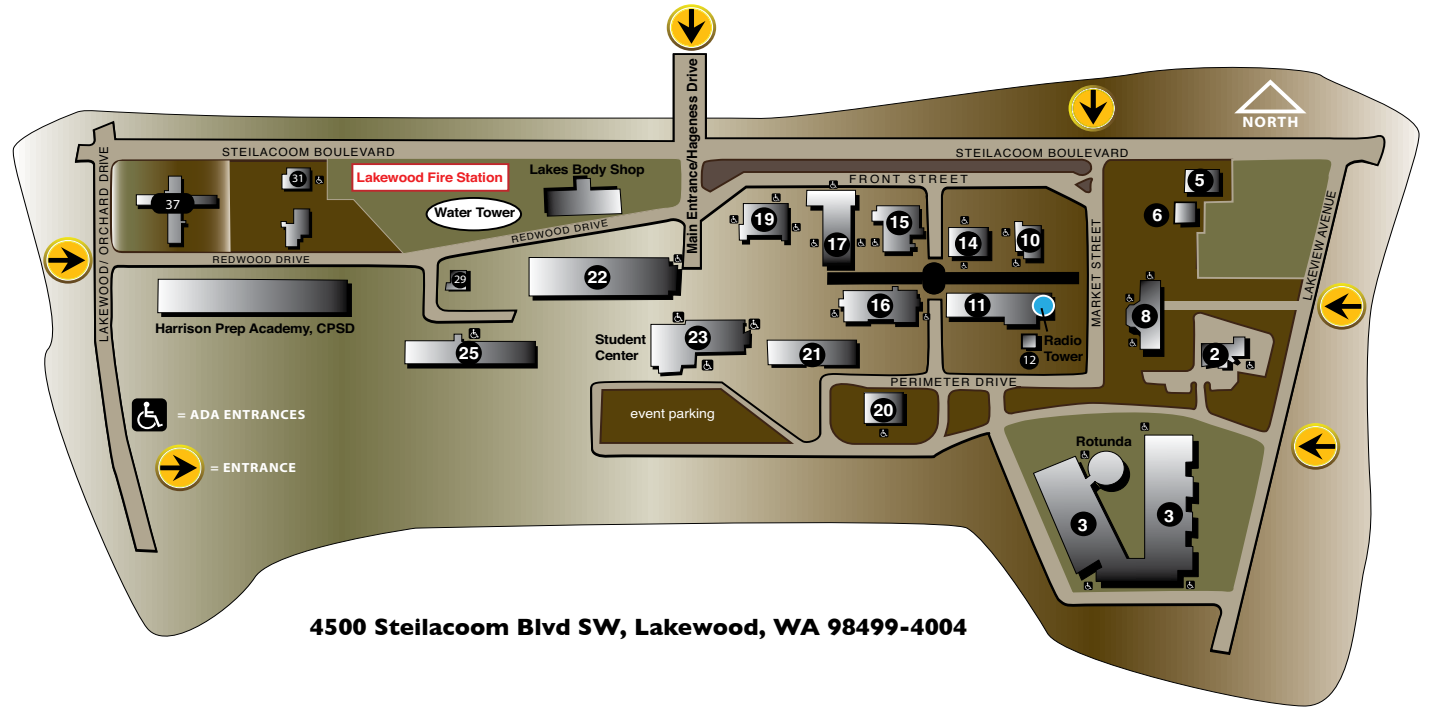 Main Entrance/Hageness Drive
NORTH
STEILACOOM BOULEVARD
STEILACOOM BOULEVARD
LAKEWOOD/ ORCHARD DRIVE
31
Lakewood Fire Station
Lakes Body Shop
FRONT STREET
5
37
Water Tower
6
LAKEVIEW AVENUE
19
15
17
14
10
REDWOOD DRIVE
REDWOOD DRIVE
MARKET STREET
29
22
16
11
8
Harrison Prep Academy, CPSD
Student
Center
23
Radio
Tower
12
25
21
2
PERIMETER DRIVE
event parking
20
= ADA ENTRANCES
Rotunda
= ENTRANCE
3
3
4500 Steilacoom Blvd SW, Lakewood, WA 98499-4004